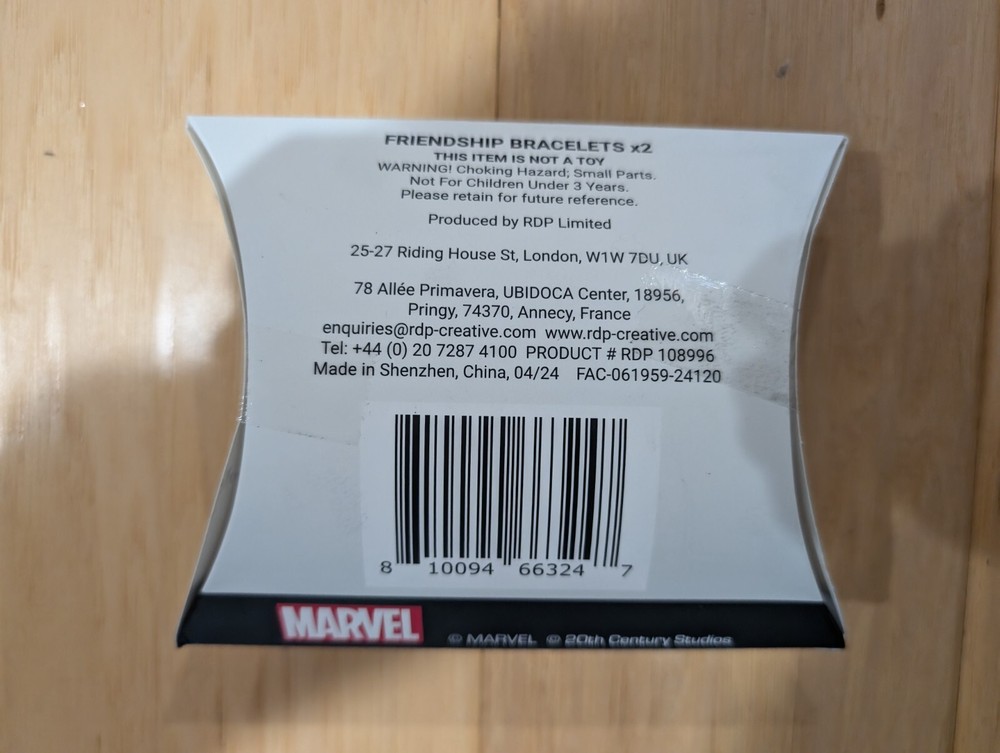 FRIENDSHIP BRACELETS x2
THIS ITEM IS NOT A TOY
WARNING! Choking Hazard; Small Parts.
Not For Children Under 3 Years.
Please retain for future reference.
Produced by RDP Limited
25-27 Riding House St, London, W1W 7DU, UK
78 Allée Primavera, UBIDOCA Center, 18956,
Pringy, 74370, Annecy, France
enquiries@rdp-creative.com www.rdp-creative.com
Tel: +44 (0) 20 7287 4100 PRODUCT # RDP 108996
Made in Shenzhen, China, 04/24 FAC-061959-24120
8 10094 66324 7
MARVEL © MARVEL © 20th Century Studios